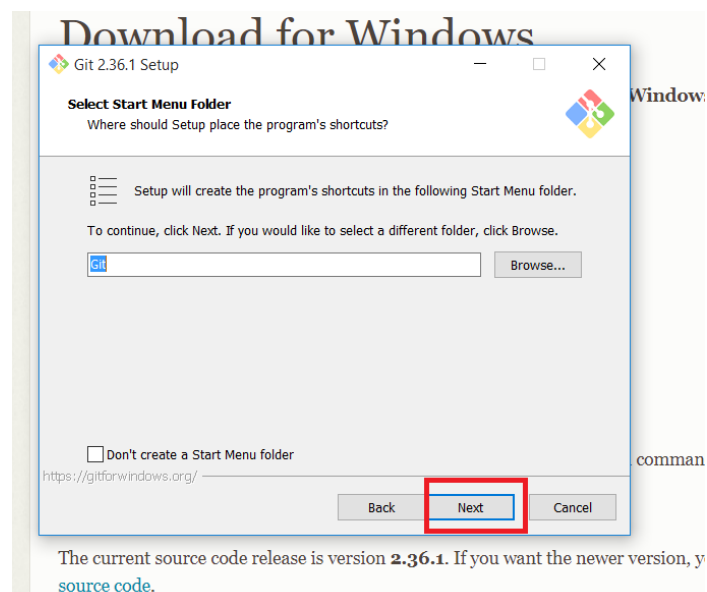 Download for Windows
Git 2.36.1 Setup
Select Start Menu Folder
Windows
Where should Setup place the program's shortcuts?
Setup will create the program's shortcuts in the following Start Menu folder.
To continue, click Next. If you would like to select a different folder, click Browse.
Git
Browse...
Don't create a Start Menu folder
comman
https://gitforwindows.org/
Back
Next
Cancel
The current source code release is version 2.36.1. If you want the newer version, y
source code.